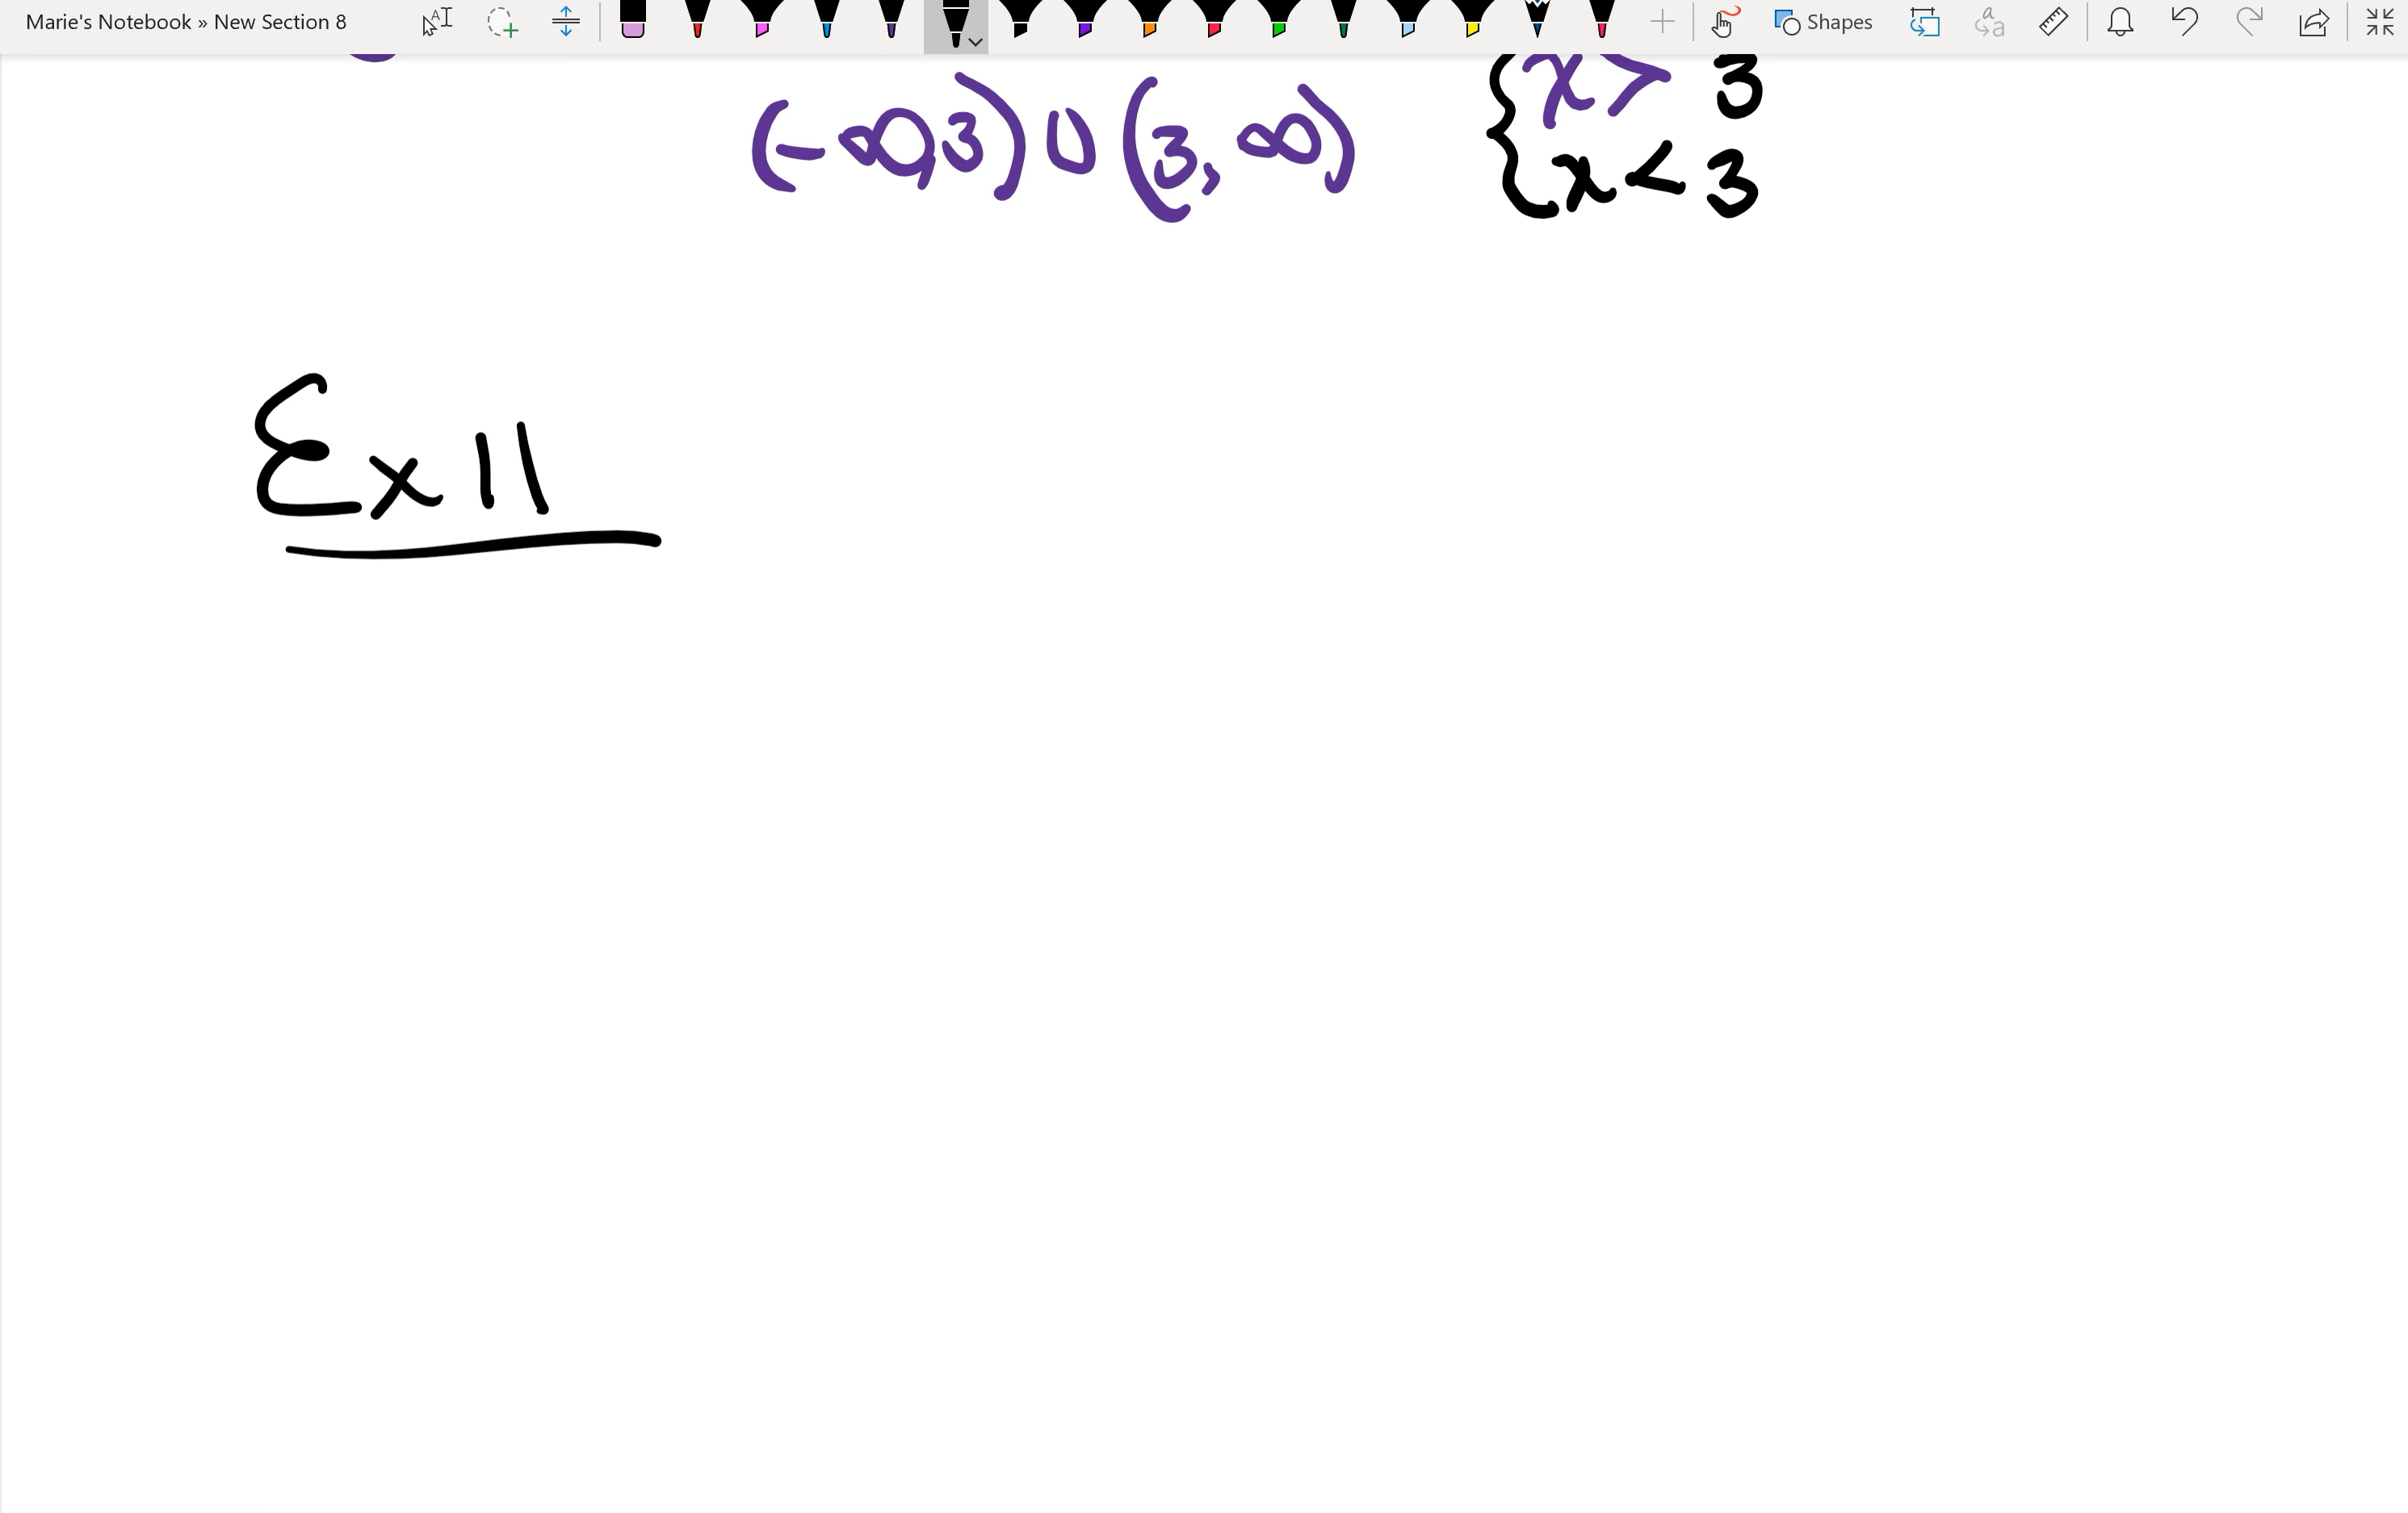 Marie's Notebook » New Section 8
Shapes
(-∞,3)∪(3,∞)
{x>3
x<3
Ex 11